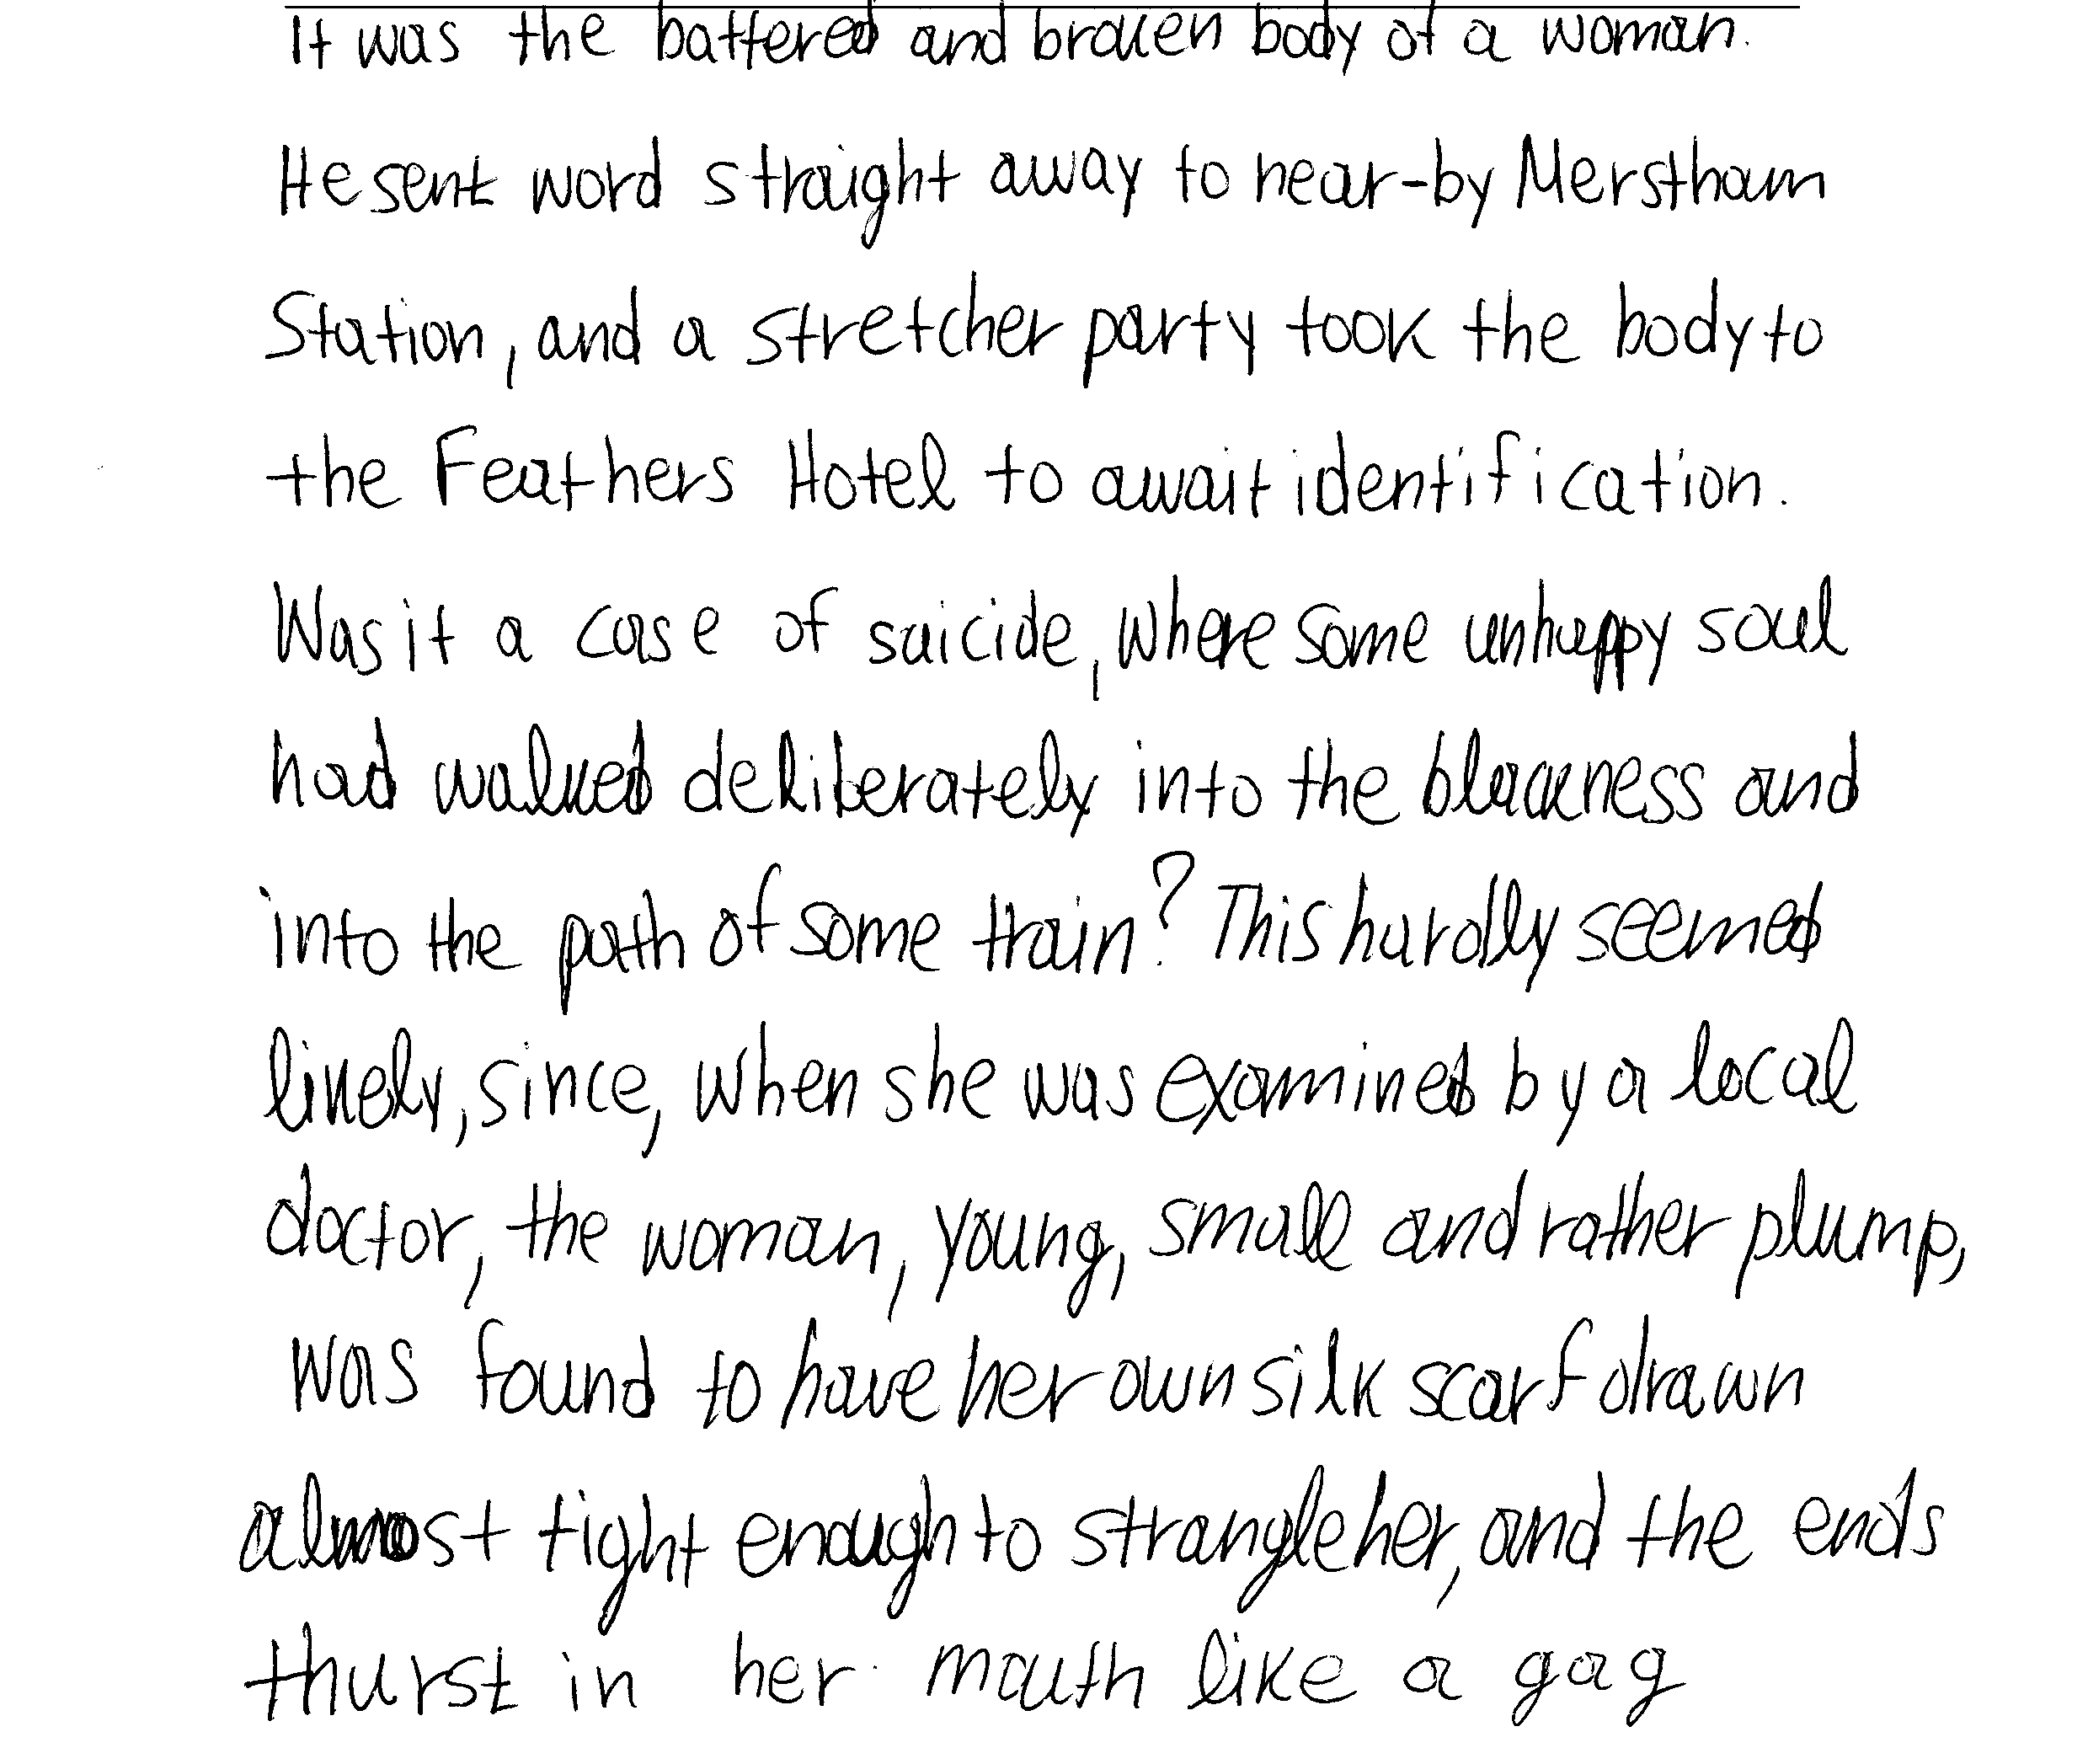 It was the battered and broken body of a woman.
He sent word straight away to near-by Merstham
Station, and a stretcher party took the body to
the Feathers Hotel to await identification.
Was it a case of suicide, where some unhappy soul
had walked deliberately into the blackness and
into the path of some train? This hardly seemed
likely, since, when she was examined by a local
doctor, the woman, young, small and rather plump,
was found to have her own silk scarf drawn
almost tight enough to strangle her, and the ends
thurst in her mouth like a gag